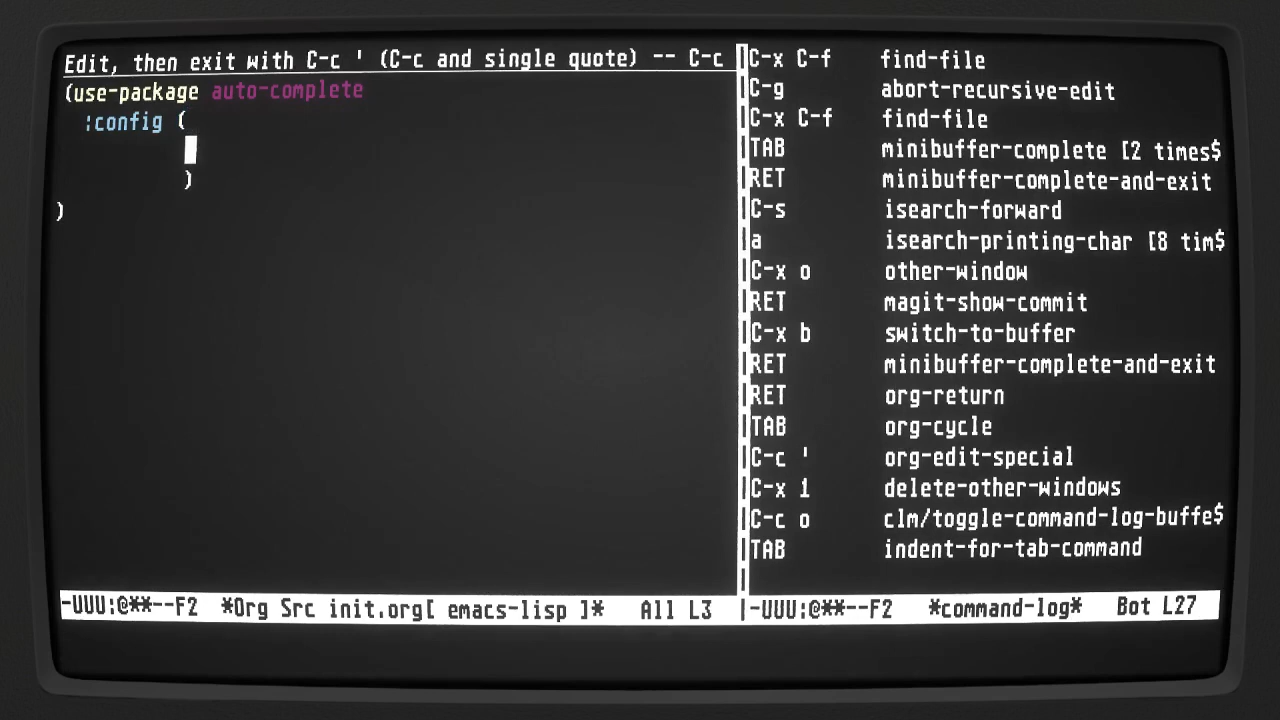 Edit, then exit with C-c ' (C-c and single quote) -- C-c
(use-package auto-complete
:config (
)
)
-UUU:@**--F2 *Org Src init.org[ emacs-lisp ]* All L3
C-x C-f find-file
C-g abort-recursive-edit
C-x C-f find-file
TAB minibuffer-complete [2 times$
RET minibuffer-complete-and-exit
C-s isearch-forward
a isearch-printing-char [8 tim$
C-x o other-window
RET magit-show-commit
C-x b switch-to-buffer
RET minibuffer-complete-and-exit
RET org-return
TAB org-cycle
C-c ' org-edit-special
C-x 1 delete-other-windows
C-c o clm/toggle-command-log-buffe$
TAB indent-for-tab-command
-UUU:@**--F2 *command-log* Bot L27